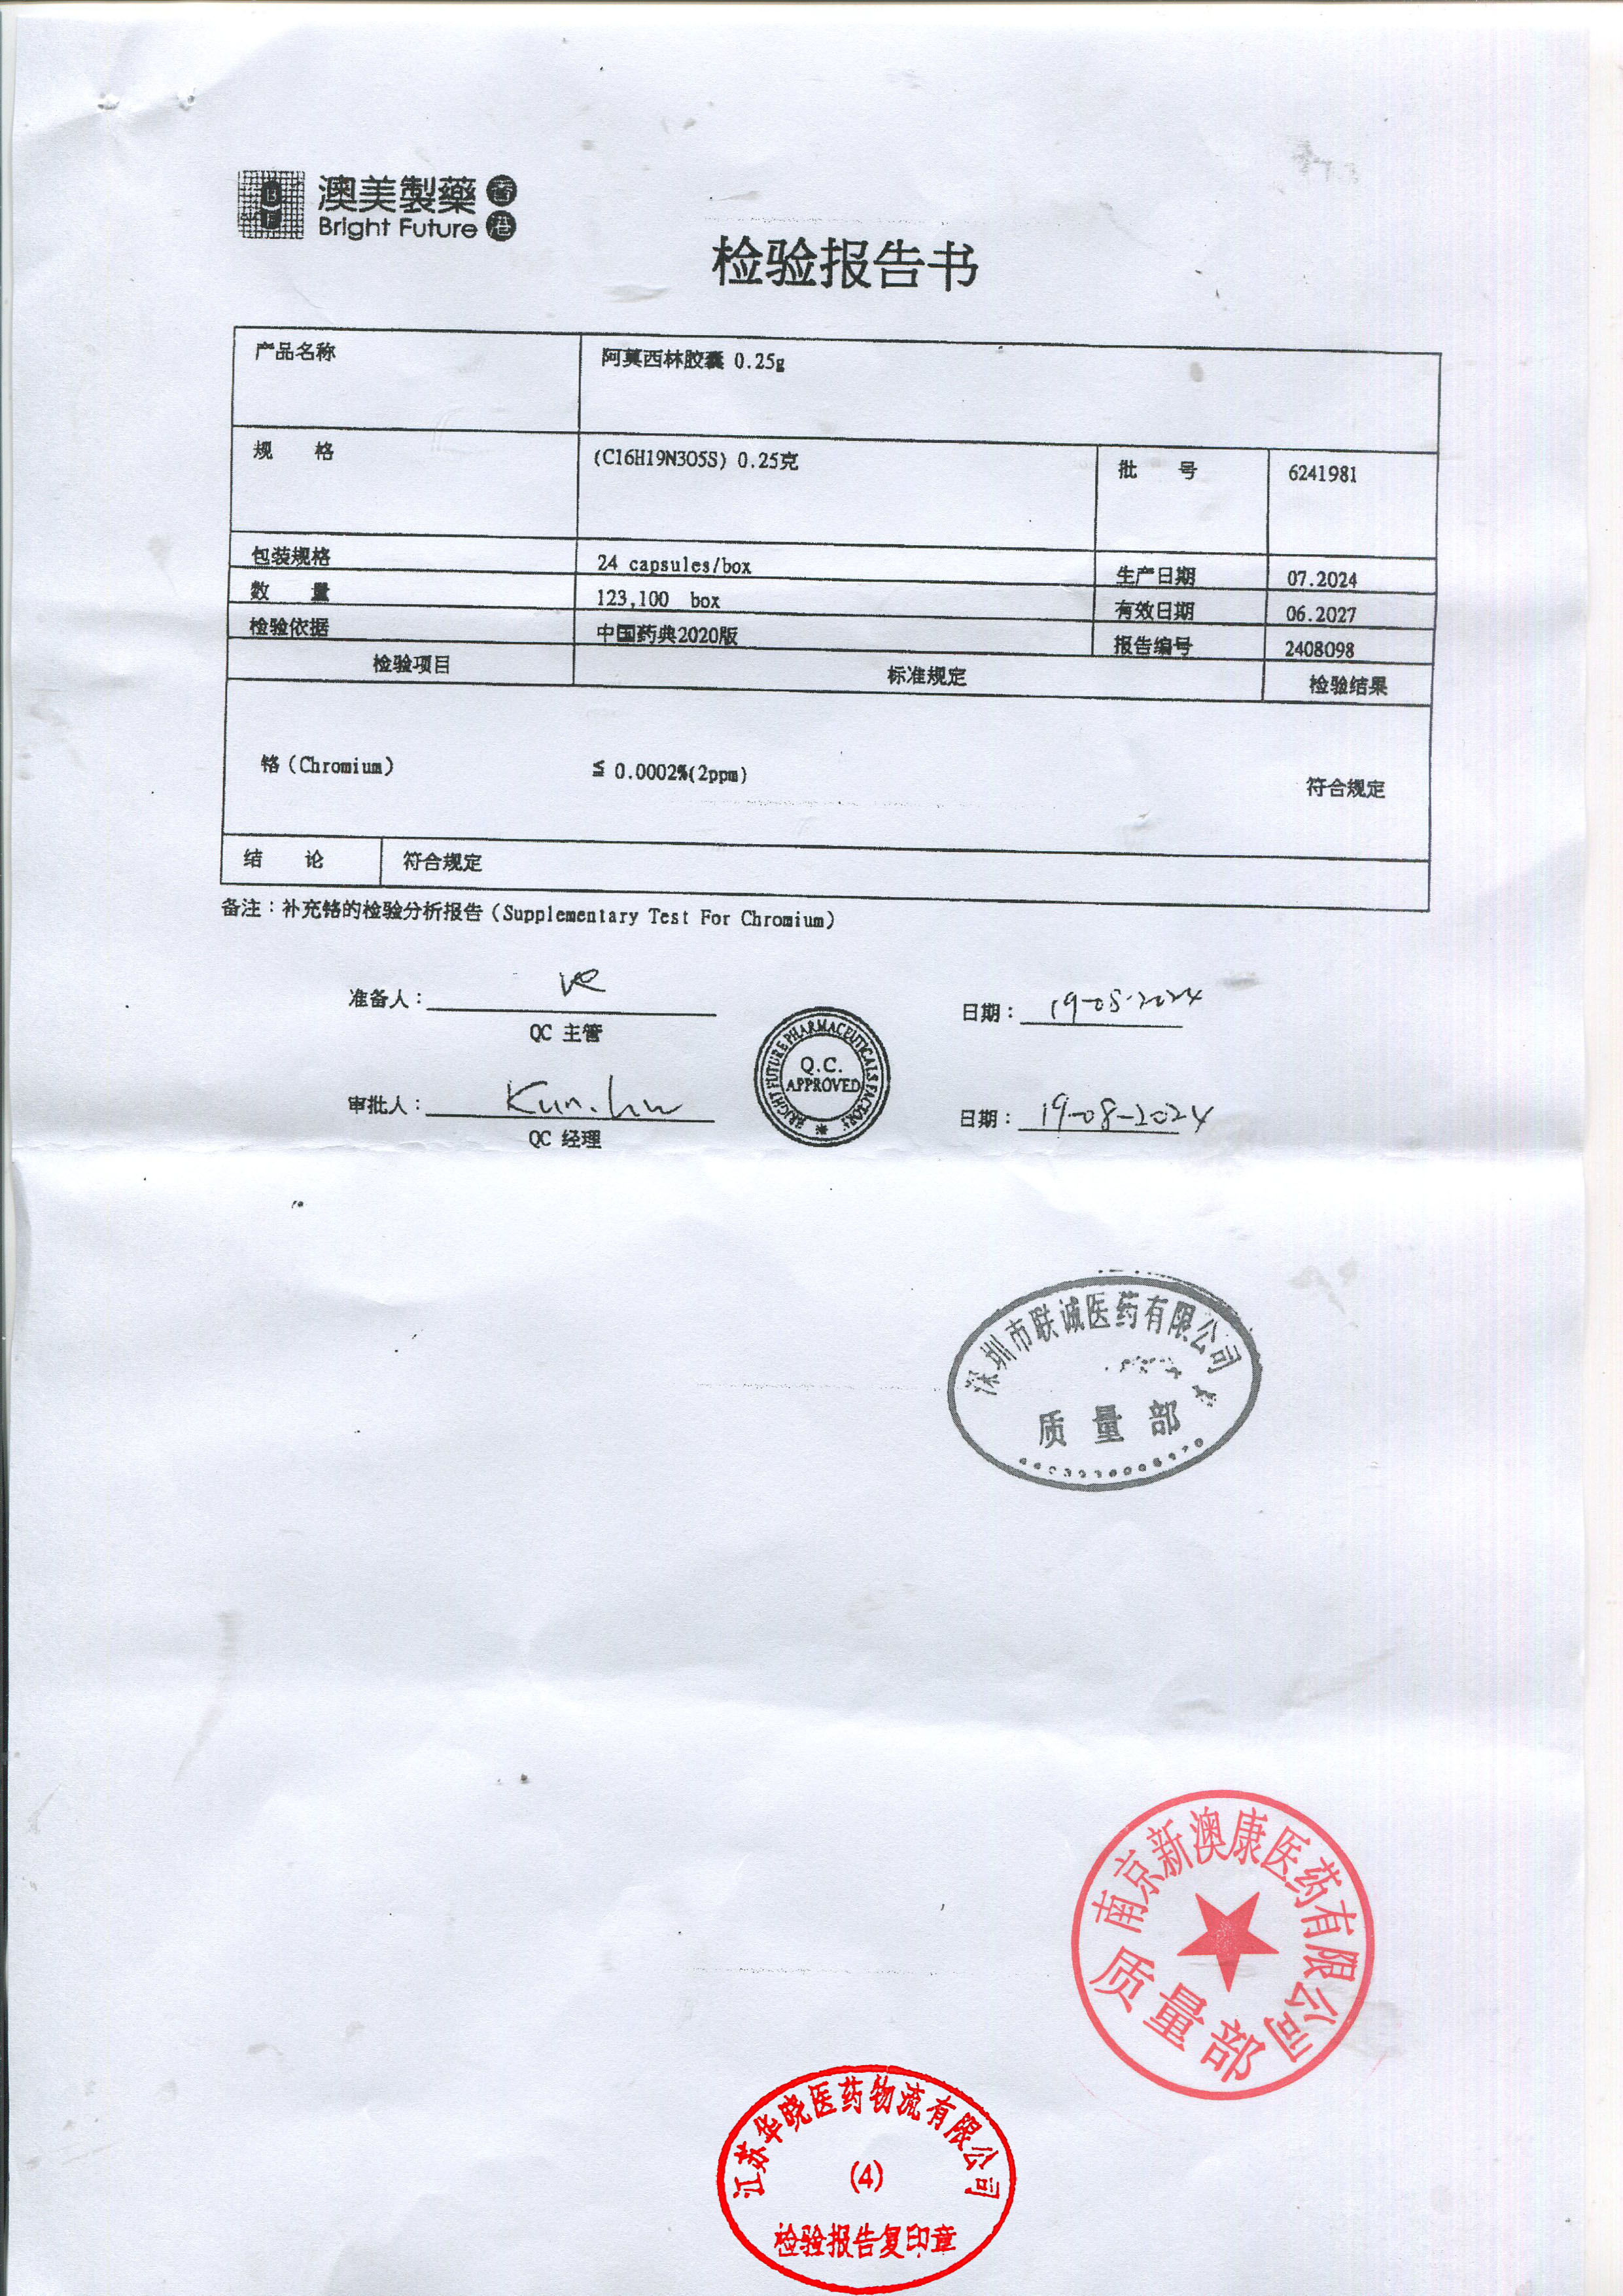 澳美製藥 香港
Bright Future
检验报告书
产品名称 阿莫西林胶囊 0.25g
规 格 (C16H19N3O5S) 0.25克 批 号 6241981
包装规格 24 capsules/box 生产日期 07.2024
数 量 123,100 box 有效日期 06.2027
检验依据 中国药典2020版 报告编号 2408098
检验项目 标准规定 检验结果
铬(Chromium) ≦ 0.0002%(2ppm) 符合规定
结 论 符合规定
备注:补充铬的检验分析报告(Supplementary Test For Chromium)
准备人: 日期: 19-08-2024
QC 主管
BRIGHT FUTURE PHARMACEUTICALS FACTORY
Q.C.
APPROVED
审批人: 日期: 19-08-2024
QC 经理
深圳市联诚医药有限公司
质量部
南京新澳康医药有限公司
质量部
江苏华晓医药物流有限公司
(4)
检验报告复印章